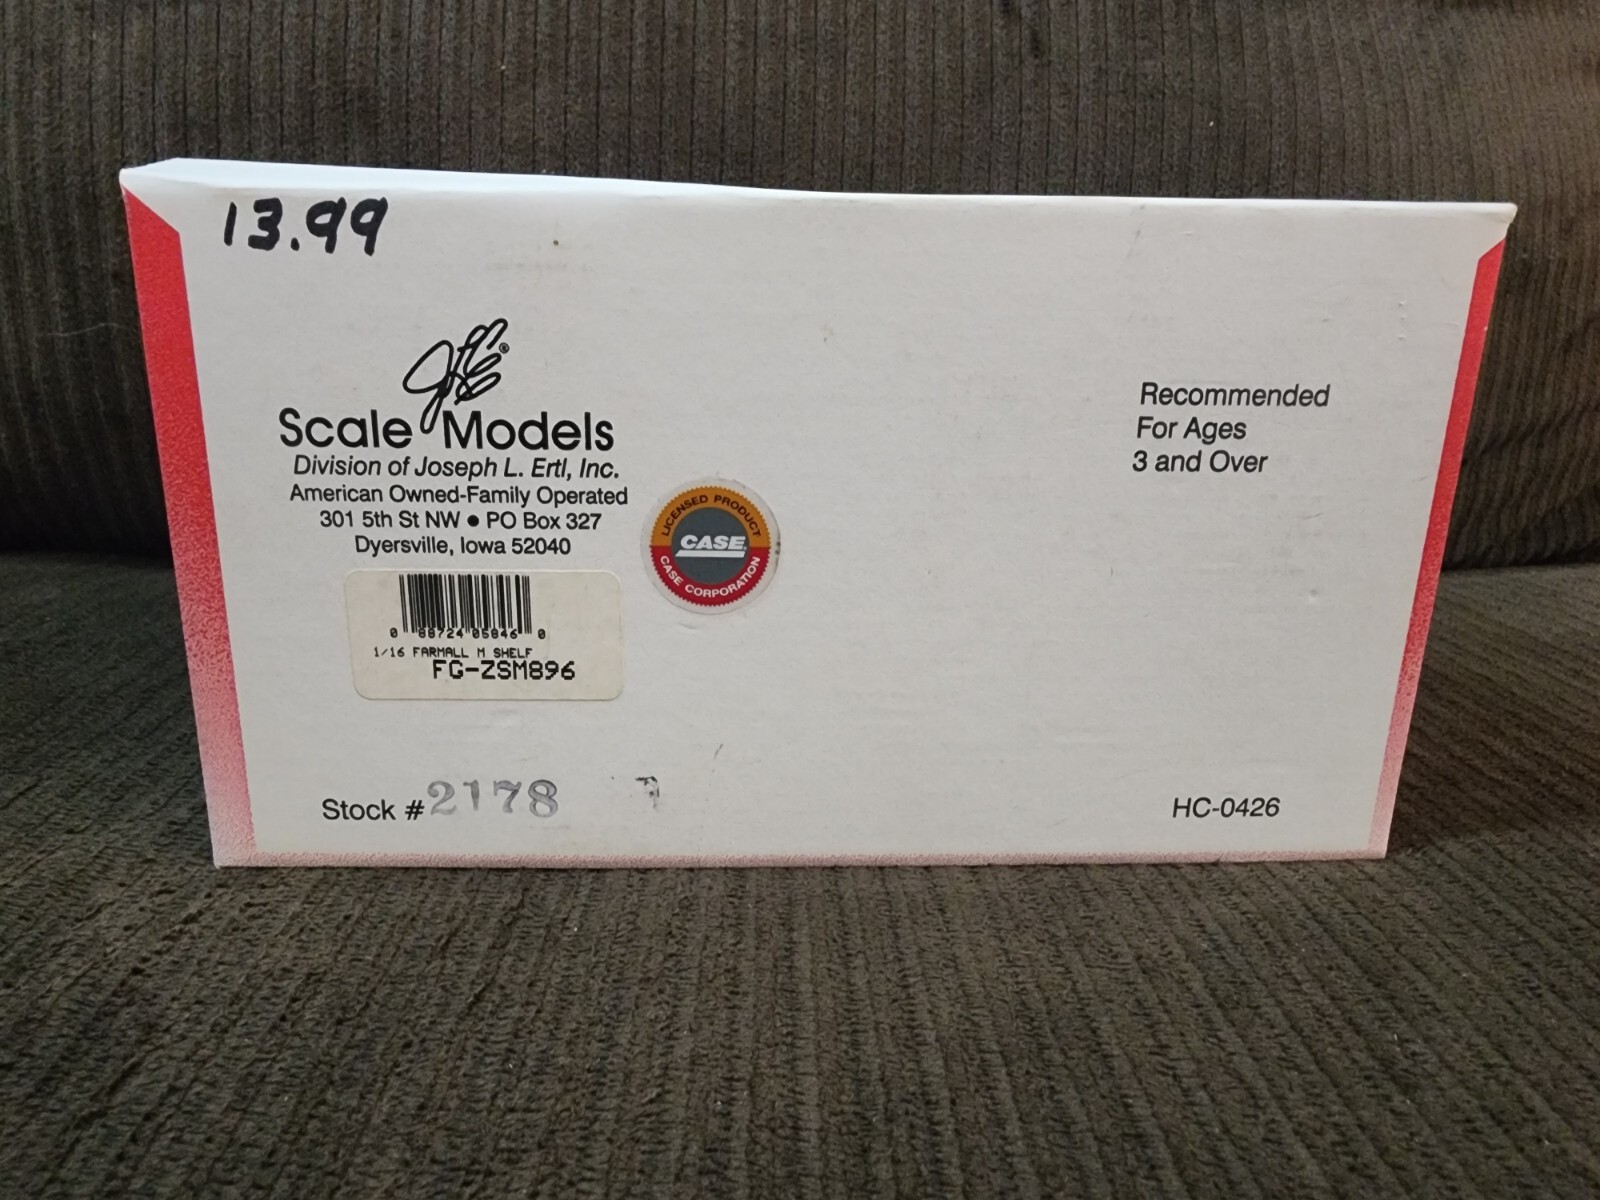 13.99
JLE®
Scale Models
Division of Joseph L. Ertl, Inc.
American Owned-Family Operated
301 5th St NW ● PO Box 327
Dyersville, Iowa 52040
LICENSED PRODUCT
CASE
CASE CORPORATION
0 88724 05846 0
1/16 FARMALL M SHELF
FG-ZSM896
Stock # 2178
Recommended
For Ages
3 and Over
HC-0426